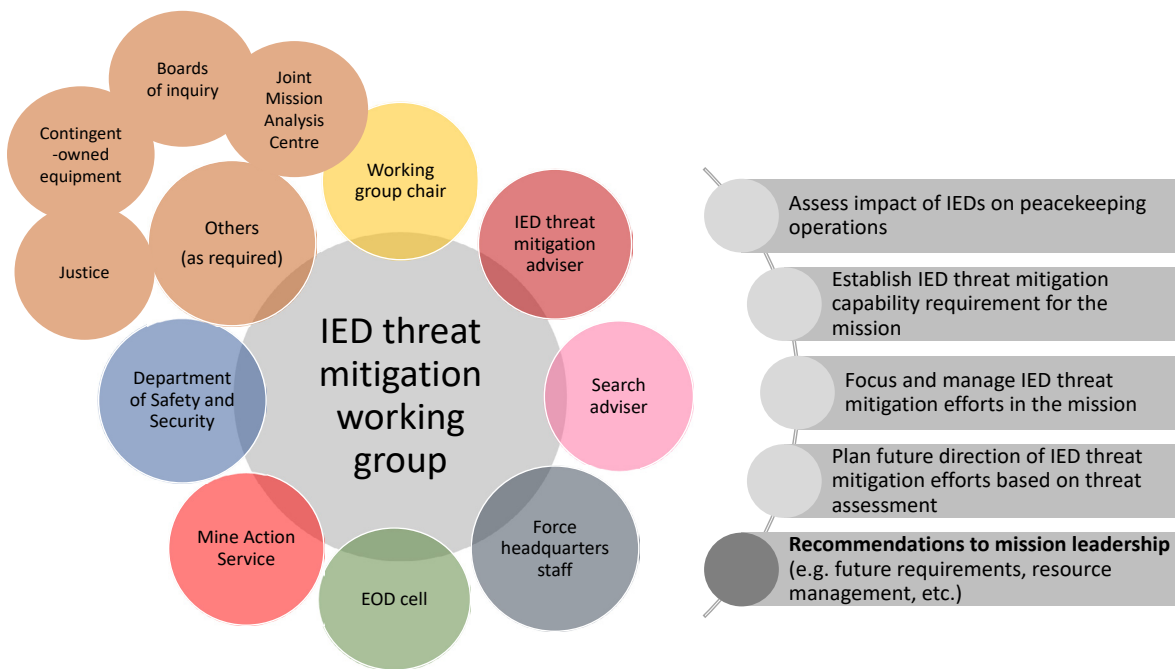 Boards
of inquiry
Joint
Mission
Analysis
Centre
Contingent
-owned
equipment
Working
group chair
Others
(as required)
IED threat
mitigation
adviser
Justice
IED threat
mitigation
working
group
Department
of Safety and
Security
Search
adviser
Mine Action
Service
Force
headquarters
staff
EOD cell
Assess impact of IEDs on peacekeeping
operations
Establish IED threat mitigation
capability requirement for the
mission
Focus and manage IED threat
mitigation efforts in the mission
Plan future direction of IED threat
mitigation efforts based on threat
assessment
Recommendations to mission leadership
(e.g. future requirements, resource
management, etc.)